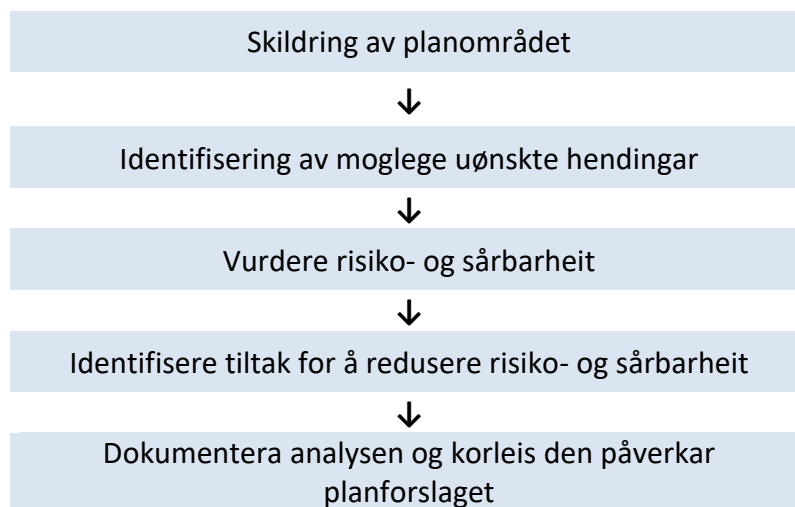 Skildring av planområdet
↓
Identifisering av moglege uønskte hendingar
↓
Vurdere risiko- og sårbarheit
↓
Identifisere tiltak for å redusere risiko- og sårbarheit
↓
Dokumentera analysen og korleis den påverkar
planforslaget